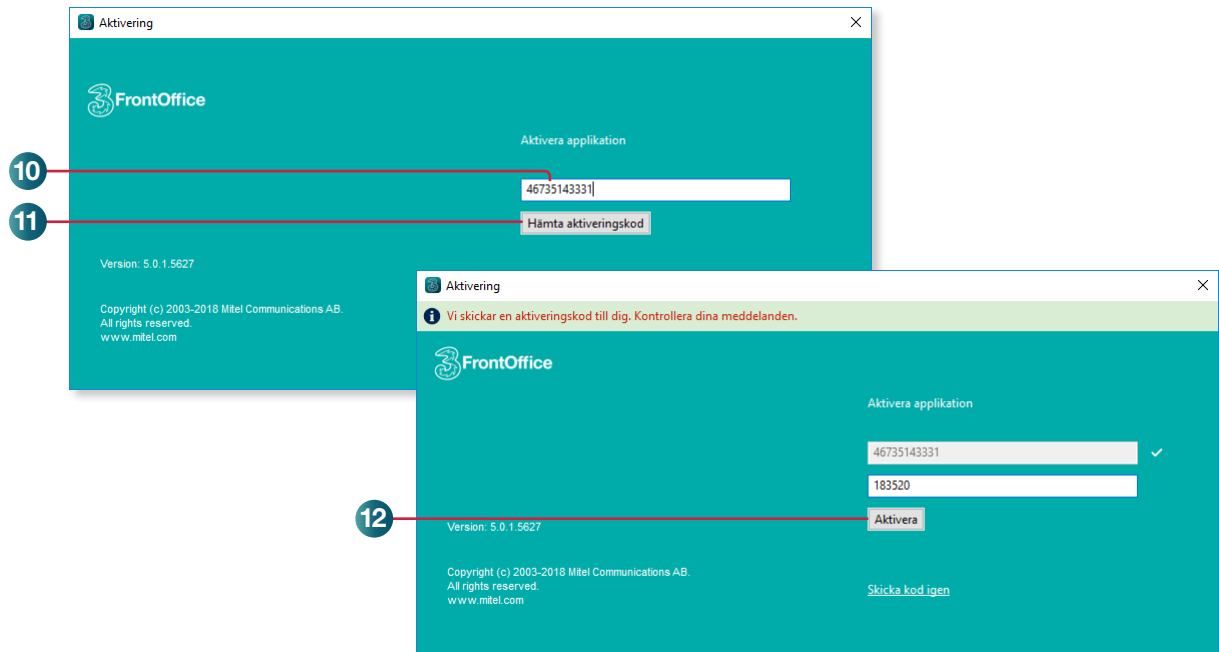 Aktivering
3FrontOffice
Aktivera applikation
10
46735143331
11
Hämta aktiveringskod
Version: 5.0.1.5627
Copyright (c) 2003-2018 Mitel Communications AB.
All rights reserved.
www.mitel.com
Aktivering
Vi skickar en aktiveringskod till dig. Kontrollera dina meddelanden.
3FrontOffice
Aktivera applikation
46735143331
183520
12
Aktivera
Version: 5.0.1.5627
Copyright (c) 2003-2018 Mitel Communications AB.
All rights reserved.
www.mitel.com
Skicka kod igen